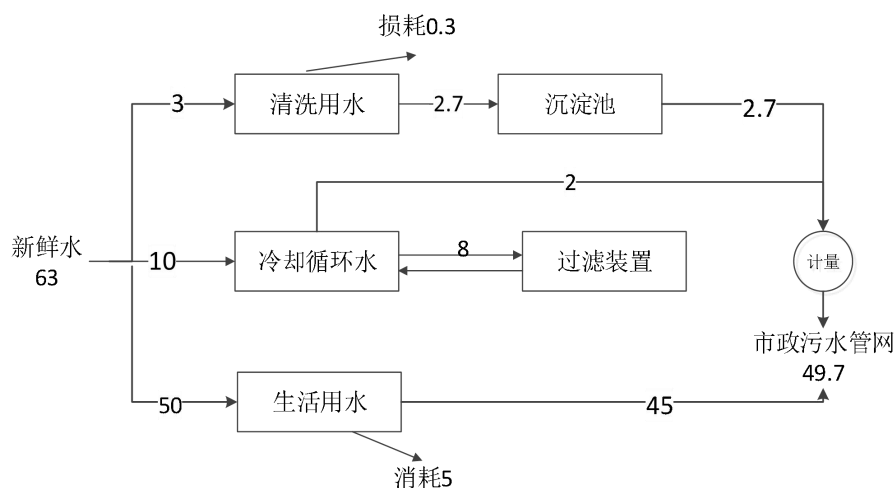 损耗0.3
3
清洗用水
2.7
沉淀池
2.7
2
新鲜水
63
10
冷却循环水
8
过滤装置
计量
市政污水管网
49.7
50
生活用水
45
消耗5